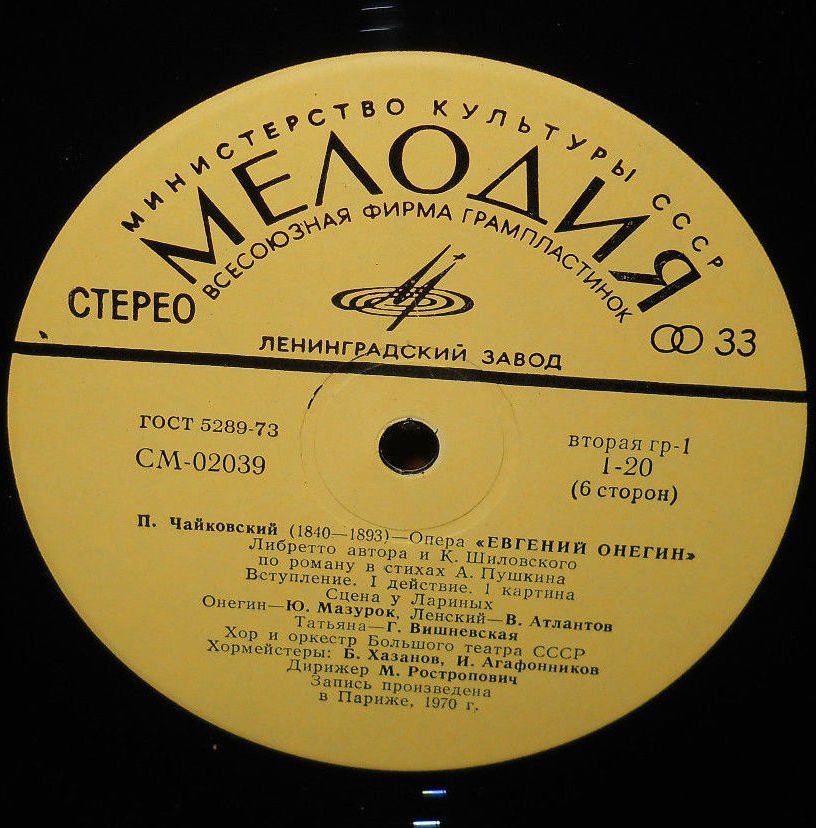 МИНИСТЕРСТВО КУЛЬТУРЫ СССР
МЕЛОДИЯ
ВСЕСОЮЗНАЯ ФИРМА ГРАМПЛАСТИНОК
СТЕРЕО
33
ЛЕНИНГРАДСКИЙ ЗАВОД
ГОСТ 5289-73
СМ-02039
вторая гр-1
1-20
(6 сторон)
П. Чайковский (1840—1893)—Опера «ЕВГЕНИЙ ОНЕГИН»
Либретто автора и К. Шиловского
по роману в стихах А. Пушкина
Вступление. I действие. 1 картина
Сцена у Лариных
Онегин—Ю. Мазурок, Ленский—В. Атлантов
Татьяна—Г. Вишневская
Хор и оркестр Большого театра СССР
Хормейстеры: Б. Хазанов, И. Агафонников
Дирижер М. Ростропович
Запись произведена
в Париже, 1970 г.